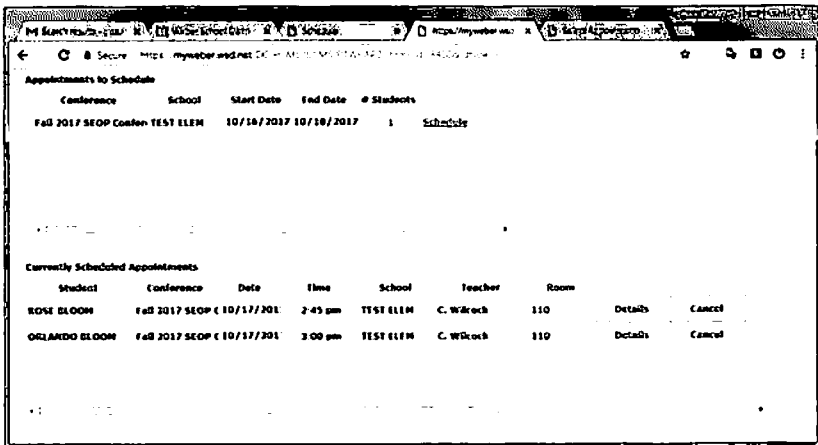 Schedule
Secure
Appointments to Schedule
Conference School Start Date End Date # Students
Fall 2017 SEOP Confer TEST ELEM 10/16/2017 10/18/2017 1 Schedule
Currently Scheduled Appointments
Student Conference Date Time School Teacher Room
ROSE BLOOM Fall 2017 SEOP C 10/17/201 2:45 pm TEST ELEM C. Wilcock 110 Details Cancel
ORLANDO BLOOM Fall 2017 SEOP C 10/17/201 3:00 pm TEST ELEM C. Wilcock 110 Details Cancel